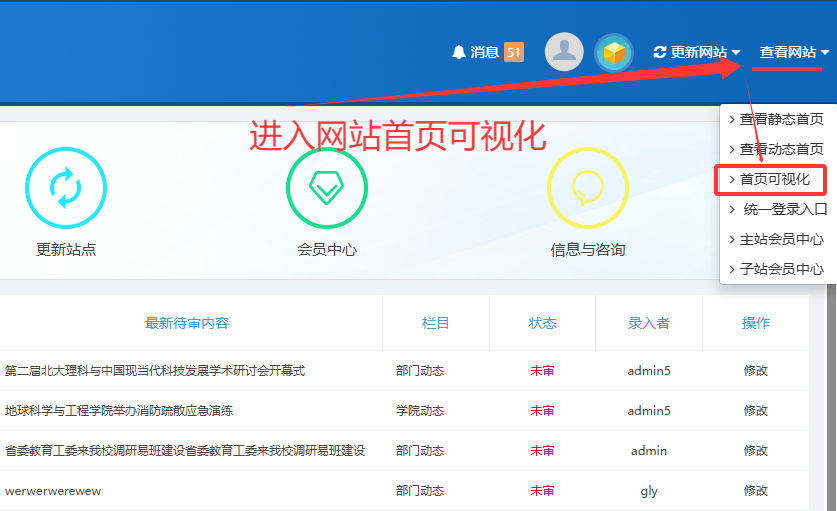 消息 51 更新网站 查看网站
进入网站首页可视化
查看静态首页
查看动态首页
首页可视化
统一登录入口
主站会员中心
子站会员中心
更新站点 会员中心 信息与咨询
最新待审内容 栏目 状态 录入者 操作
第二届北大理科与中国现当代科技发展学术研讨会开幕式 部门动态 未审 admin5 修改
地球科学与工程学院举办消防疏散应急演练 学院动态 未审 admin5 修改
省委教育工委来我校调研易班建设省委教育工委来我校调研易班建设 部门动态 未审 admin 修改
werwerwerewew 部门动态 未审 gly 修改